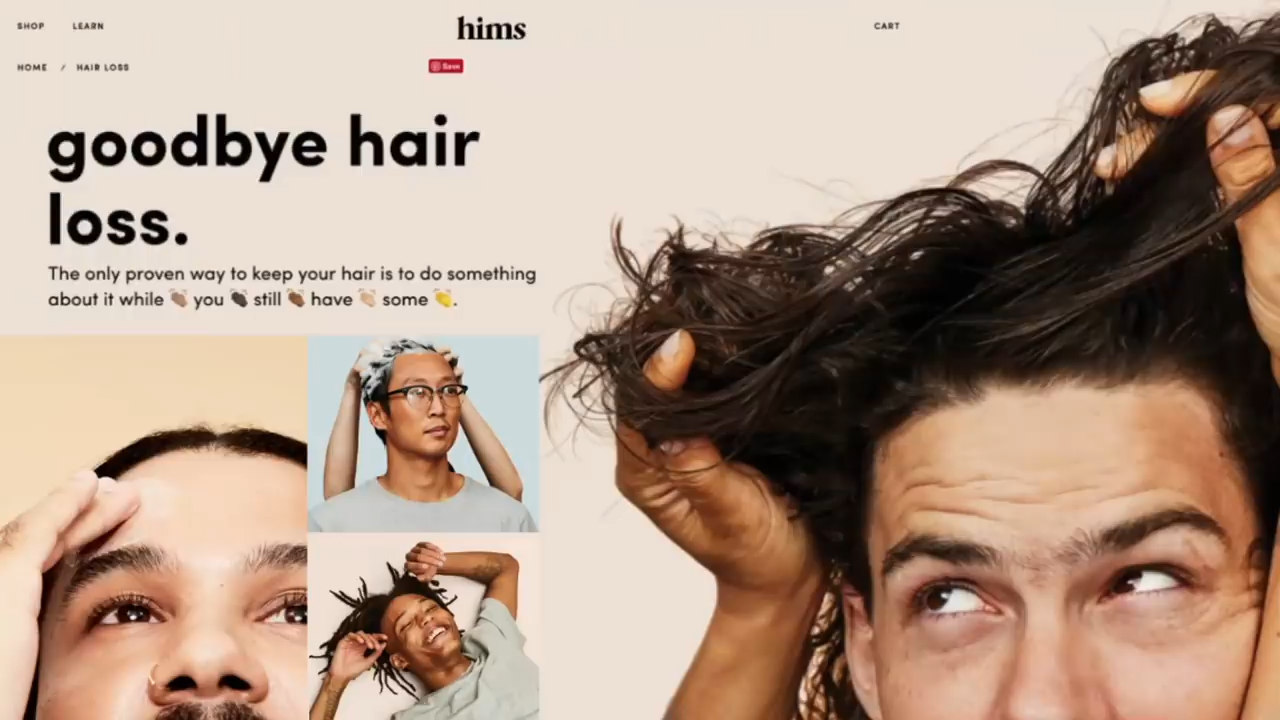 SHOP LEARN hims CART
HOME / HAIR LOSS Save
goodbye hair
loss.
The only proven way to keep your hair is to do something
about it while 👏🏽 you 👏🏿 still 👏🏾 have 👏🏼 some 👏.